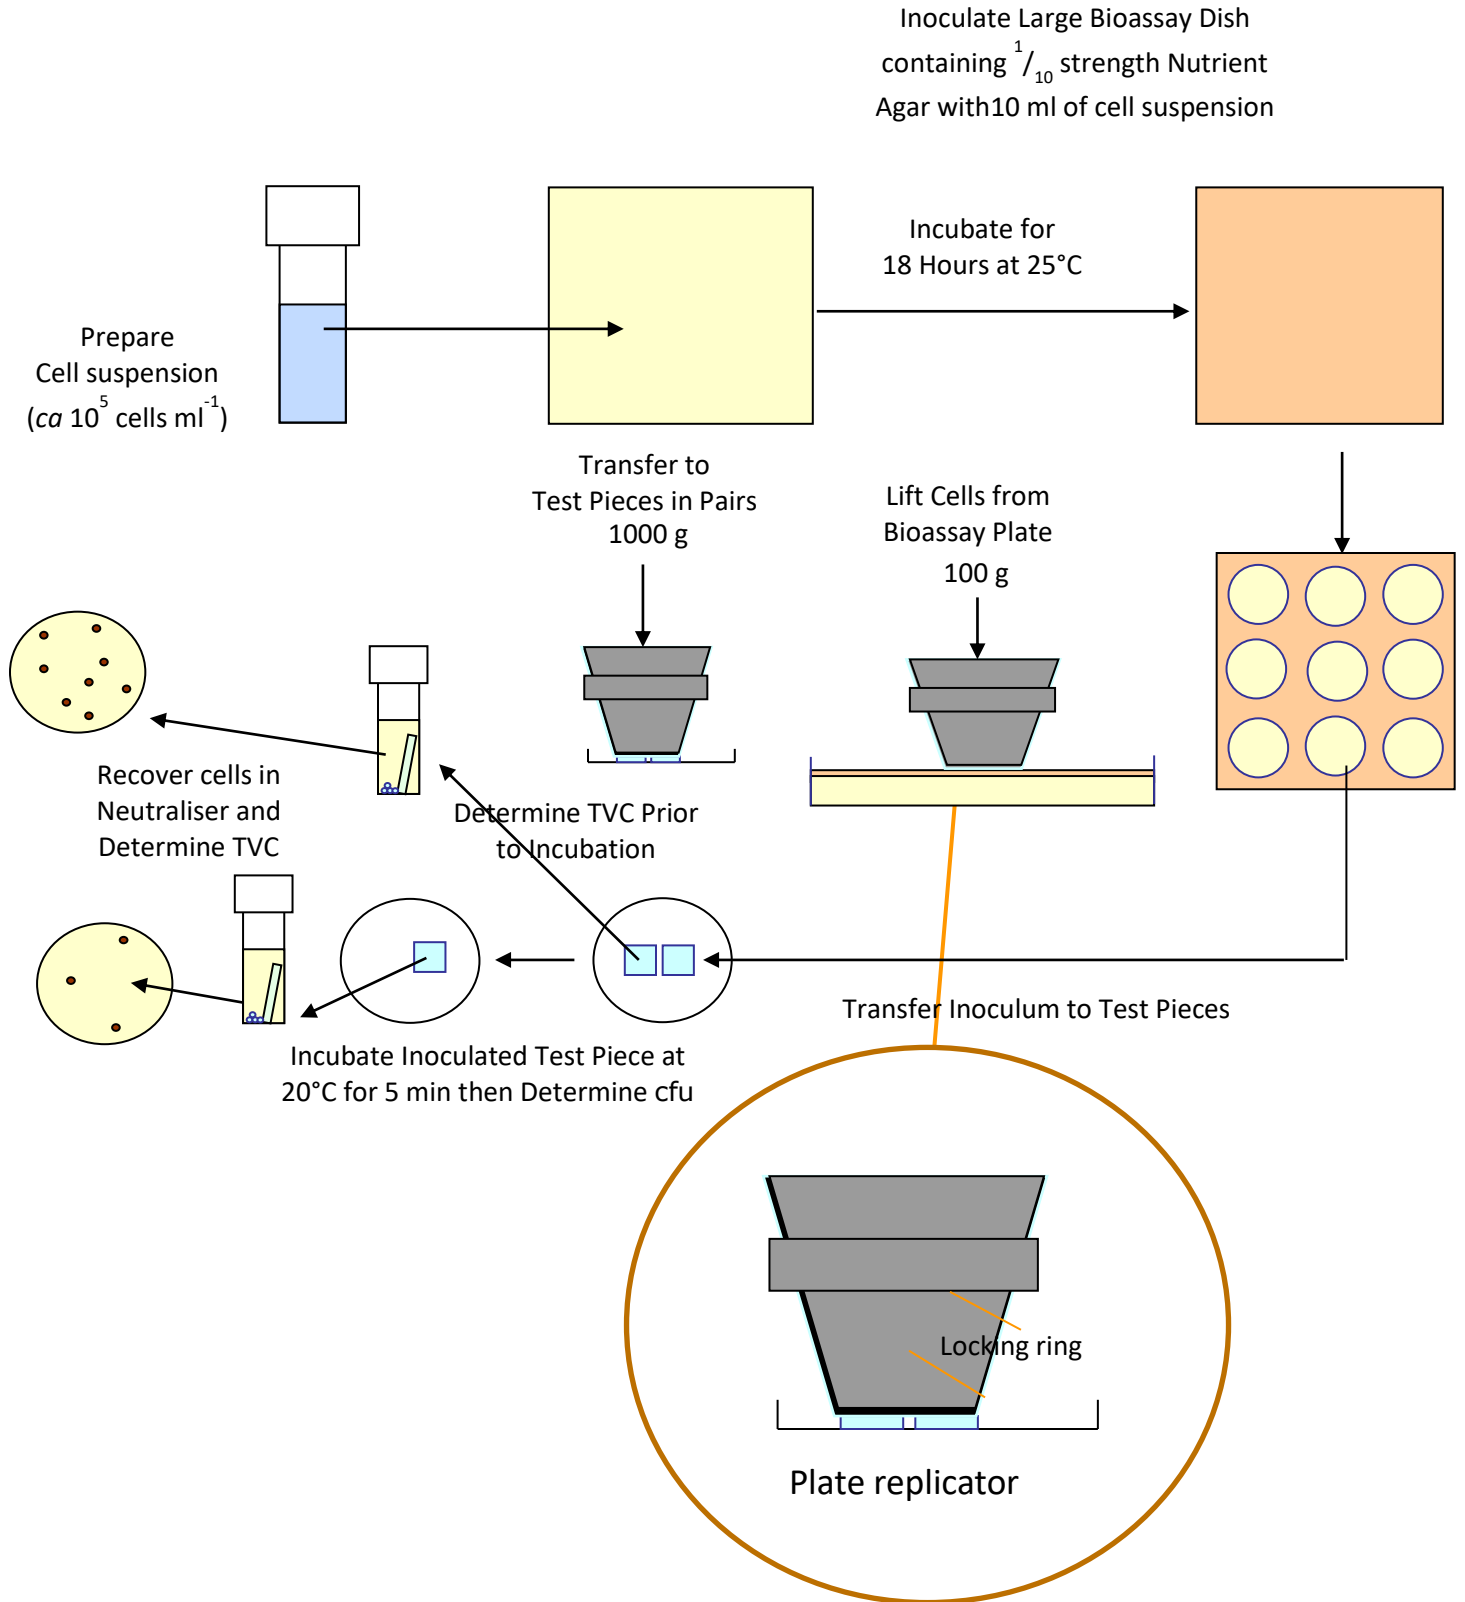 Inoculate Large Bioassay Dish
containing 1/10 strength Nutrient
Agar with10 ml of cell suspension
Incubate for
18 Hours at 25°C
Prepare
Cell suspension
(ca 10⁵ cells ml⁻¹)
Transfer to
Test Pieces in Pairs
1000 g
Lift Cells from
Bioassay Plate
100 g
Recover cells in
Neutraliser and
Determine TVC
Determine TVC Prior
to Incubation
Transfer Inoculum to Test Pieces
Incubate Inoculated Test Piece at
20°C for 5 min then Determine cfu
Locking ring
Plate replicator